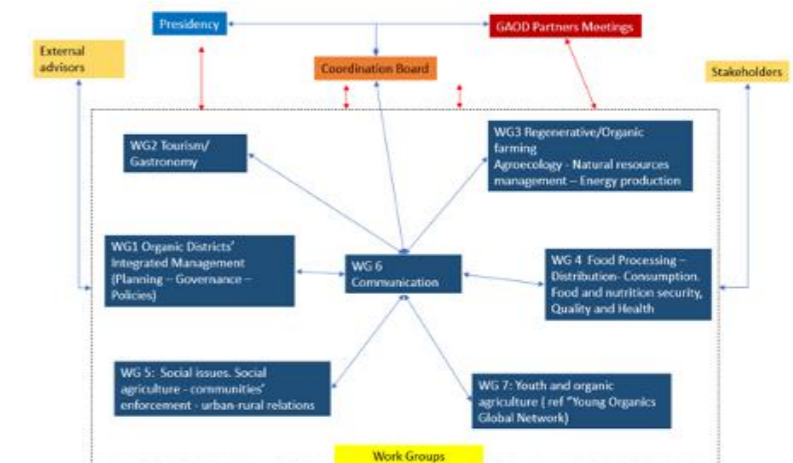 Presidency
GAOD Partners Meetings
External
advisors
Coordination Board
Stakeholders
WG2 Tourism/
Gastronomy
WG3 Regenerative/Organic
farming
Agroecology - Natural resources
management – Energy production
WG1 Organic Districts'
Integrated Management
(Planning – Governance –
Policies)
WG 6
Communication
WG 4 Food Processing –
Distribution- Consumption.
Food and nutrition security,
Quality and Health
WG 5: Social issues. Social
agriculture - communities'
enforcement - urban-rural relations
WG 7: Youth and organic
agriculture ( ref "Young Organics
Global Network)
Work Groups